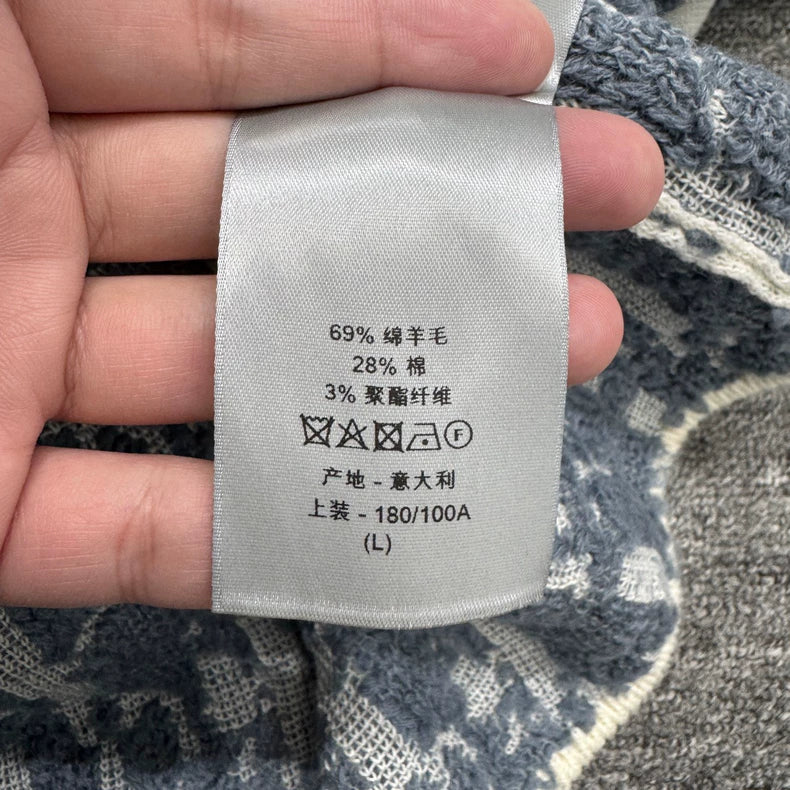 69% 绵羊毛
28% 棉
3% 聚酯纤维
F
产地 - 意大利
上装 - 180/100A
(L)